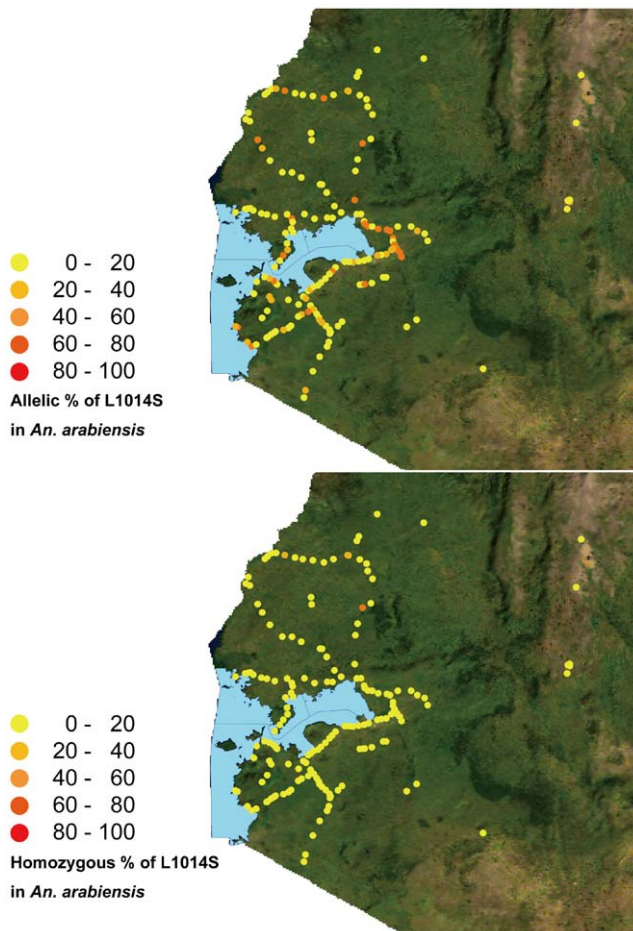 0 - 20
20 - 40
40 - 60
60 - 80
80 - 100
Allelic % of L1014S
in An. arabiensis
0 - 20
20 - 40
40 - 60
60 - 80
80 - 100
Homozygous % of L1014S
in An. arabiensis